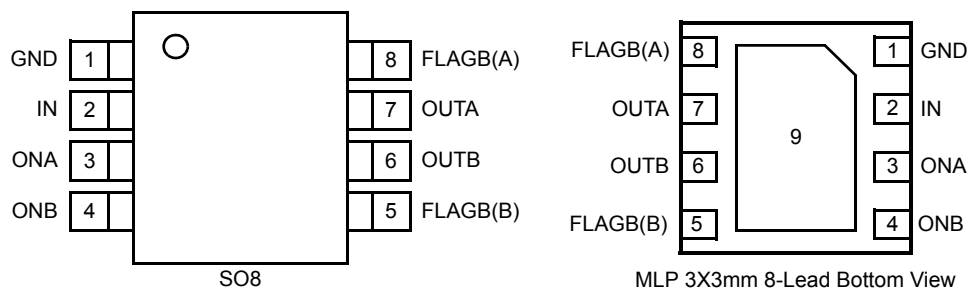 GND 1 8 FLAGB(A)
IN 2 7 OUTA
ONA 3 6 OUTB
ONB 4 5 FLAGB(B)
SO8
FLAGB(A) 8 1 GND
OUTA 7 2 IN
9
OUTB 6 3 ONA
FLAGB(B) 5 4 ONB
MLP 3X3mm 8-Lead Bottom View